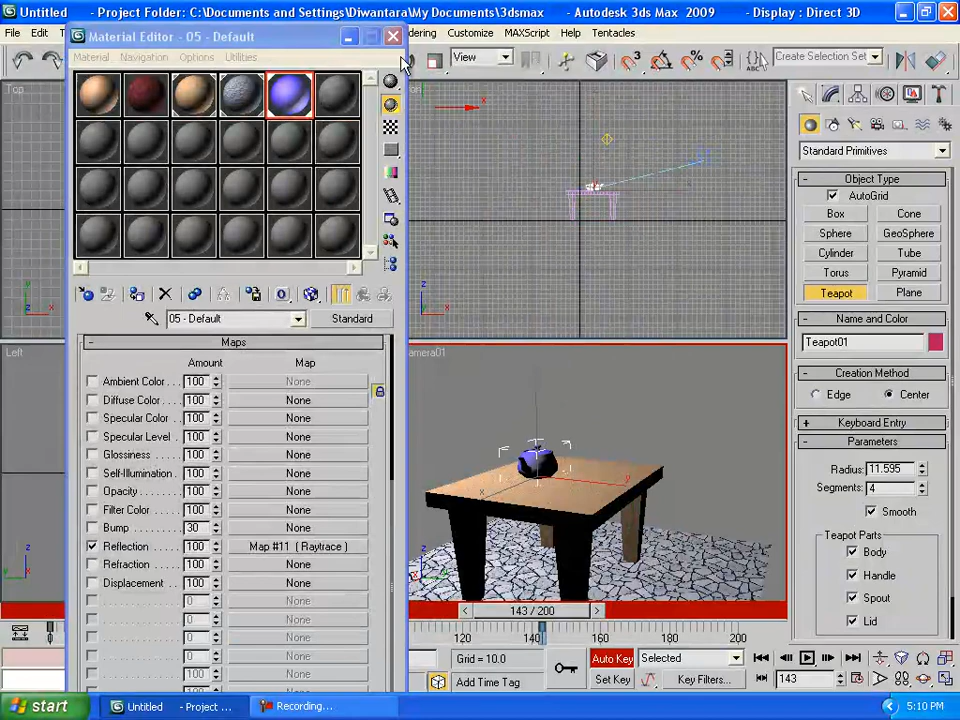 Untitled - Project Folder: C:\Documents and Settings\Diwantara\My Documents\3dsmax - Autodesk 3ds Max 2009 - Display : Direct 3D
File Edit
dering Customize MAXScript Help Tentacles
Material Editor - 05 - Default
Material Navigation Options Utilities
View
Create Selection Set
Top
ront
x
z
x
Left
amera01
05 - Default Standard
- Maps
Amount Map
Ambient Color . . . 100 None
Diffuse Color . . . . 100 None
Specular Color . . . 100 None
Specular Level . . . 100 None
Glossiness . . . . . 100 None
Self-Illumination . . . 100 None
Opacity . . . . . . . 100 None
Filter Color . . . . . 100 None
Bump . . . . . . . . 30 None
Reflection . . . . . . 100 Map #11 ( Raytrace )
Refraction . . . . . . 100 None
Displacement . . . . 100 None
0 None
0 None
0 None
0 None
100 None
x y
Standard Primitives
- Object Type
AutoGrid
Box Cone
Sphere GeoSphere
Cylinder Tube
Torus Pyramid
Teapot Plane
- Name and Color
Teapot01
- Creation Method
Edge Center
+ Keyboard Entry
- Parameters
Radius: 11.595
Segments: 4
Smooth
Teapot Parts
Body
Handle
Spout
Lid
< 143 / 200 >
120 140 160 180 200
Grid = 10.0
Add Time Tag
Auto Key Selected
Set Key Key Filters...
143
start Untitled - Project ... Recording... 5:10 PM